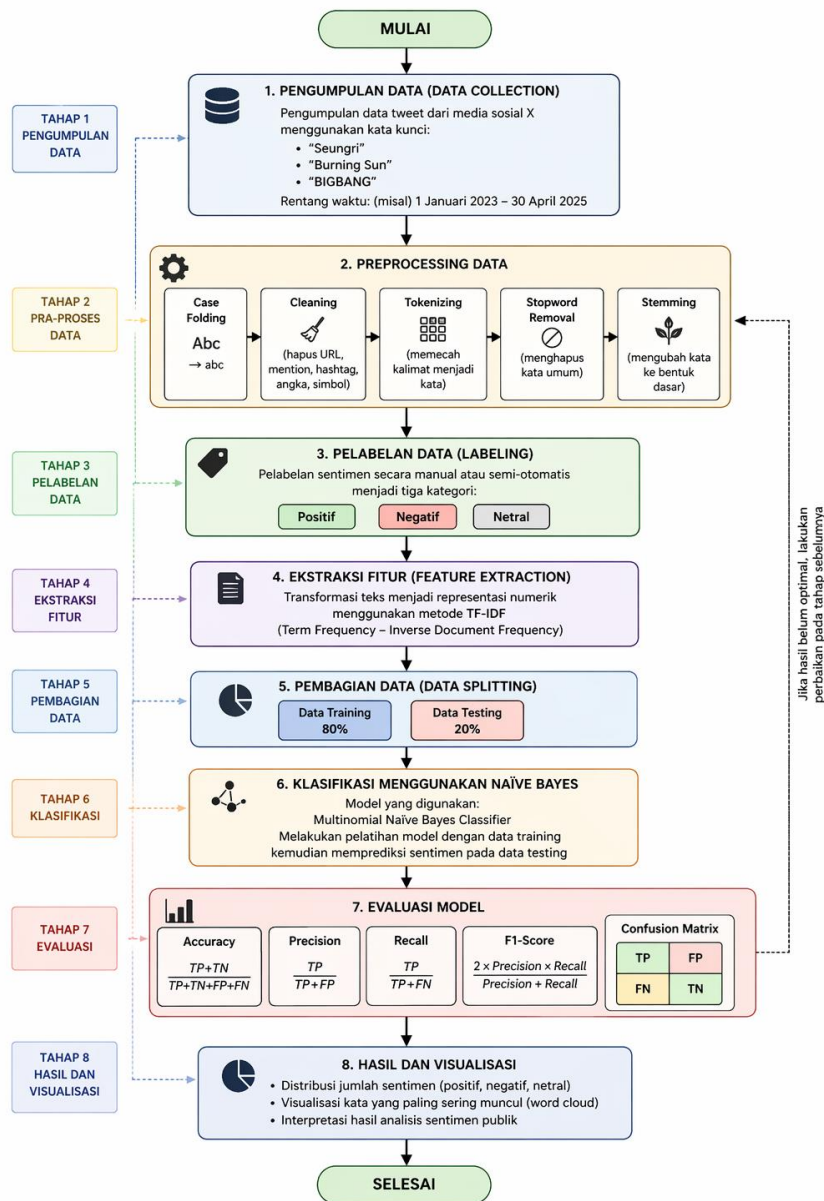 MULAI
TAHAP 1
PENGUMPULAN
DATA
1. PENGUMPULAN DATA (DATA COLLECTION)
Pengumpulan data tweet dari media sosial X
menggunakan kata kunci:
• “Seungri”
• “Burning Sun”
• “BIGBANG”
Rentang waktu: (misal) 1 Januari 2023 – 30 April 2025
TAHAP 2
PRA-PROSES
DATA
2. PREPROCESSING DATA
Case
Folding
Abc
→ abc
Cleaning
(hapus URL,
mention, hashtag,
angka, simbol)
Tokenizing
(memecah
kalimat menjadi
kata)
Stopword
Removal
(menghapus
kata umum)
Stemming
(mengubah kata
ke bentuk
dasar)
TAHAP 3
PELABELAN
DATA
3. PELABELAN DATA (LABELING)
Pelabelan sentimen secara manual atau semi-otomatis
menjadi tiga kategori:
Positif
Negatif
Netral
TAHAP 4
EKSTRAKSI
FITUR
4. EKSTRAKSI FITUR (FEATURE EXTRACTION)
Transformasi teks menjadi representasi numerik
menggunakan metode TF-IDF
(Term Frequency – Inverse Document Frequency)
Jika hasil belum optimal, lakukan
perbaikan pada tahap sebelumnya
TAHAP 5
PEMBAGIAN
DATA
5. PEMBAGIAN DATA (DATA SPLITTING)
Data Training
80%
Data Testing
20%
TAHAP 6
KLASIFIKASI
6. KLASIFIKASI MENGGUNAKAN NAÏVE BAYES
Model yang digunakan:
Multinomial Naïve Bayes Classifier
Melakukan pelatihan model dengan data training
kemudian memprediksi sentimen pada data testing
TAHAP 7
EVALUASI
7. EVALUASI MODEL
Accuracy
TP+TN
TP+TN+FP+FN
Precision
TP
TP+FP
Recall
TP
TP+FN
F1-Score
2 × Precision × Recall
Precision + Recall
Confusion Matrix
TP FP
FN TN
TAHAP 8
HASIL DAN
VISUALISASI
8. HASIL DAN VISUALISASI
• Distribusi jumlah sentimen (positif, negatif, netral)
• Visualisasi kata yang paling sering muncul (word cloud)
• Interpretasi hasil analisis sentimen publik
SELESAI